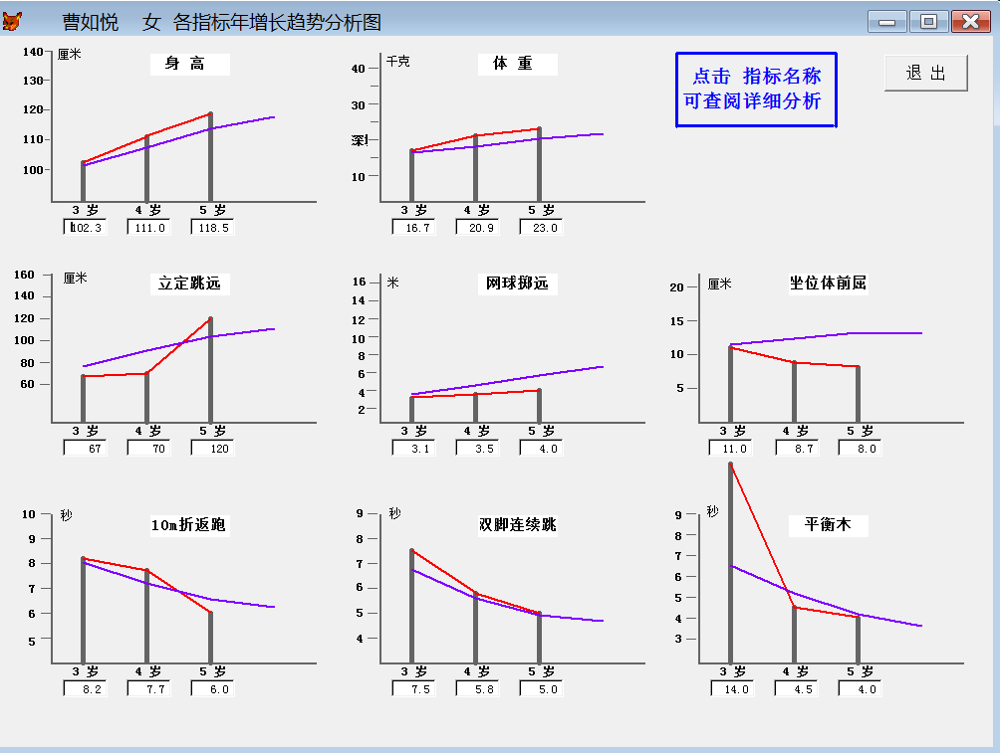 曹如悦 女 各指标年增长趋势分析图
140 厘米 身 高
130
120
110
100
3 岁 4 岁 5 岁
102.3 111.0 118.5
千克 体 重
40
30
10
3 岁 4 岁 5 岁
16.7 20.9 23.0
点击 指标名称
可查阅详细分析
退 出
160 厘米 立定跳远
140
120
100
80
60
3 岁 4 岁 5 岁
67 70 120
16 米 网球掷远
14
12
10
8
6
4
2
3 岁 4 岁 5 岁
3.1 3.5 4.0
厘米 坐位体前屈
20
15
10
5
3 岁 4 岁 5 岁
11.0 8.7 8.0
10 秒 10m折返跑
9
8
7
6
5
3 岁 4 岁 5 岁
8.2 7.7 6.0
9 秒 双脚连续跳
8
7
6
5
4
3 岁 4 岁 5 岁
7.5 5.8 5.0
9 秒 平衡木
8
7
6
5
4
3
3 岁 4 岁 5 岁
14.0 4.5 4.0